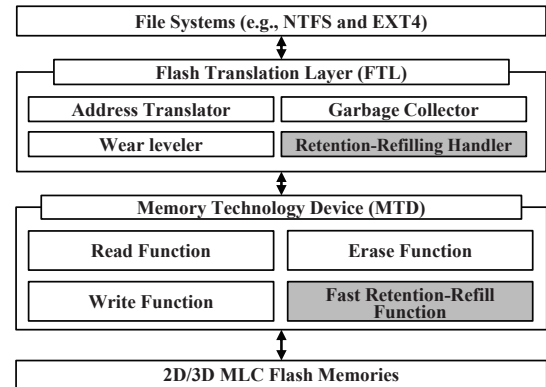 File Systems (e.g., NTFS and EXT4)
Flash Translation Layer (FTL)
Address Translator
Garbage Collector
Wear leveler
Retention-Refilling Handler
Memory Technology Device (MTD)
Read Function
Erase Function
Write Function
Fast Retention-Refill
Function
2D/3D MLC Flash Memories